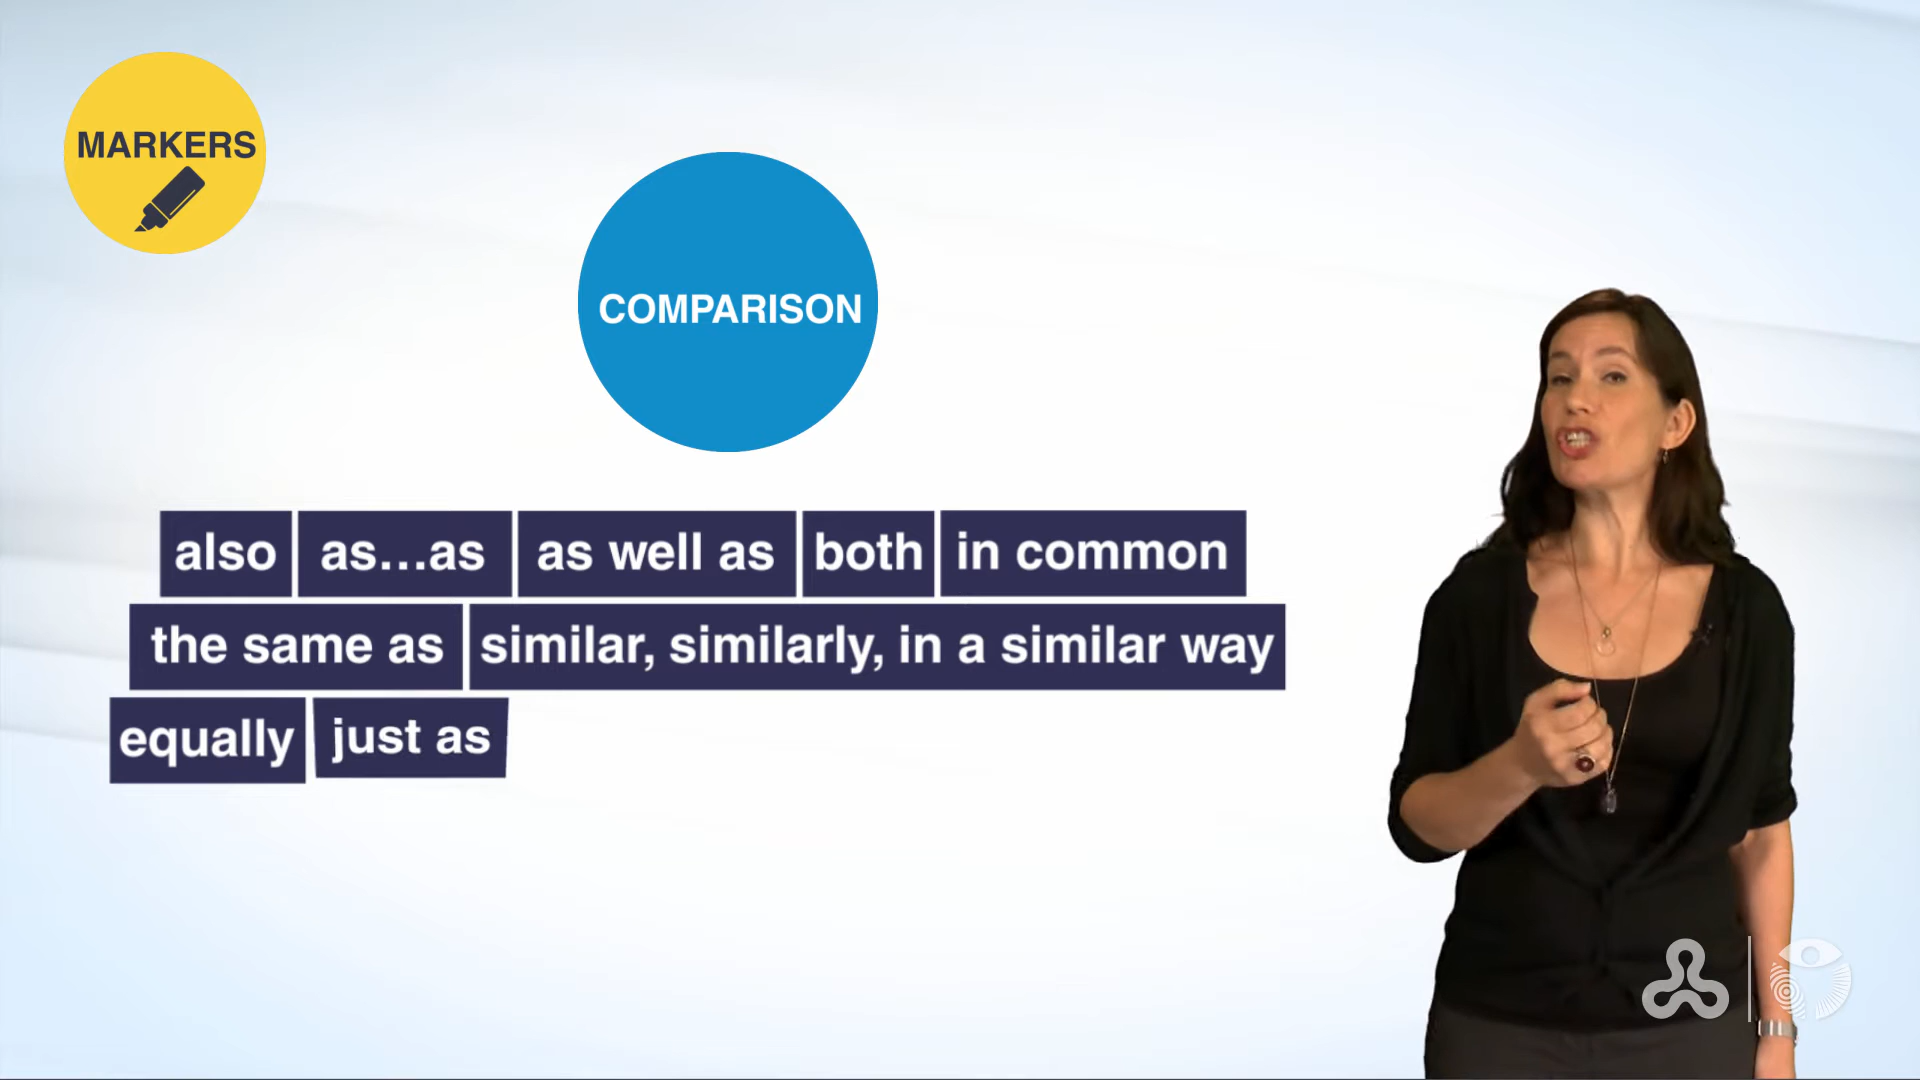 MARKERS
COMPARISON
also as...as as well as both in common
the same as similar, similarly, in a similar way
equally just as